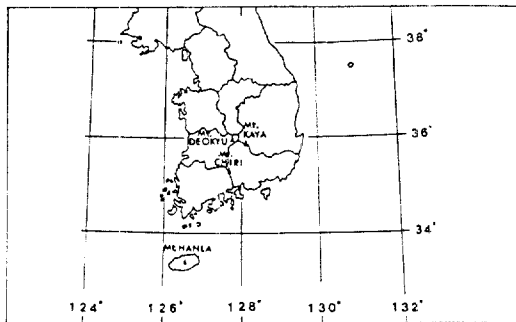 38°
Mt.
KAYA
Mt.
DEOKYU
36°
Mt.
CHIRI
34°
Mt.HANLA
124° 126° 128° 130° 132°